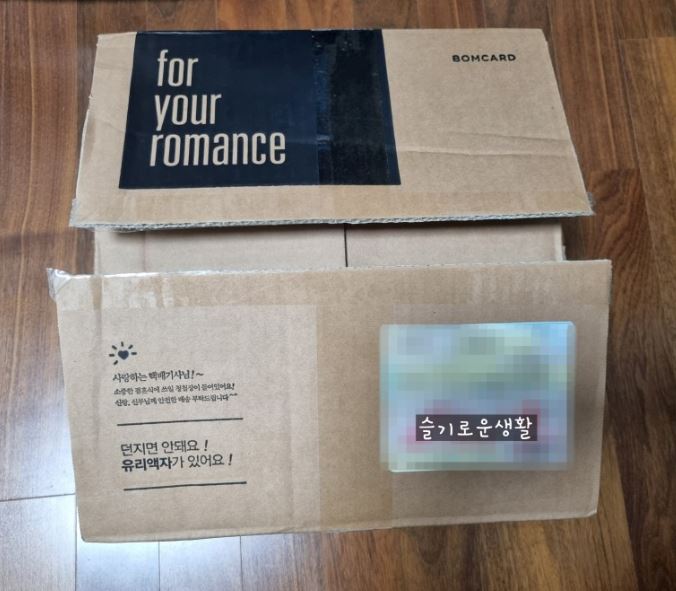 for
your
romance
BOMCARD
사랑하는 택배기사님!~
소중한 결혼식에 쓰일 청첩장이 들어있어요!
신랑, 신부님께 안전한 배송 부탁드립니다^^
던지면 안돼요!
유리액자가 있어요!
슬기로운생활